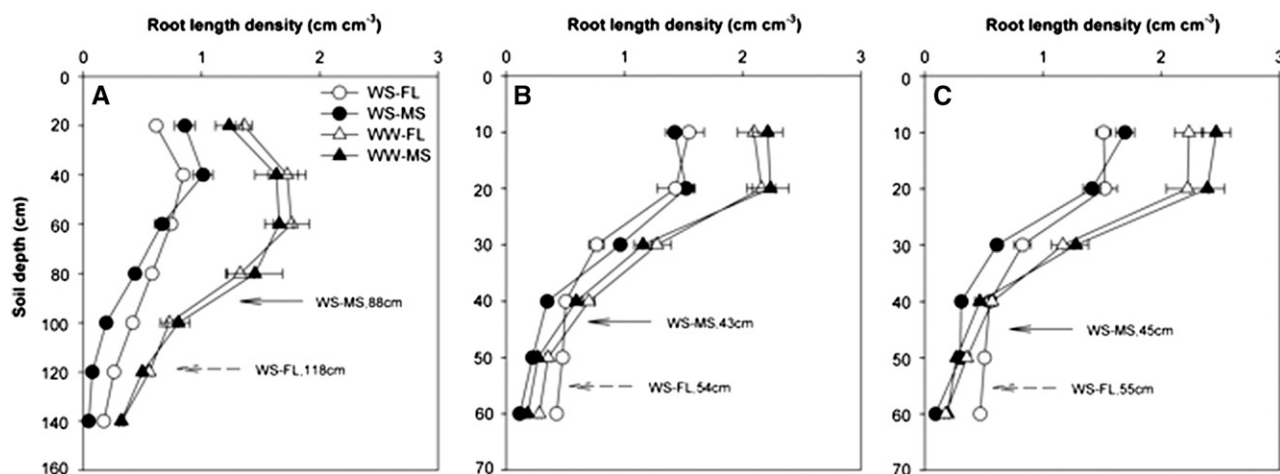 Root length density (cm cm-3)
Root length density (cm cm-3)
Root length density (cm cm-3)
0 1 2 3
0 1 2 3
0 1 2 3
Soil depth (cm)
0
20
40
60
80
100
120
140
160
A
WS-FL
WS-MS
WW-FL
WW-MS
WS-MS,88cm
WS-FL,118cm
0
10
20
30
40
50
60
70
B
WS-MS,43cm
WS-FL,54cm
0
10
20
30
40
50
60
70
C
WS-MS,45cm
WS-FL,55cm